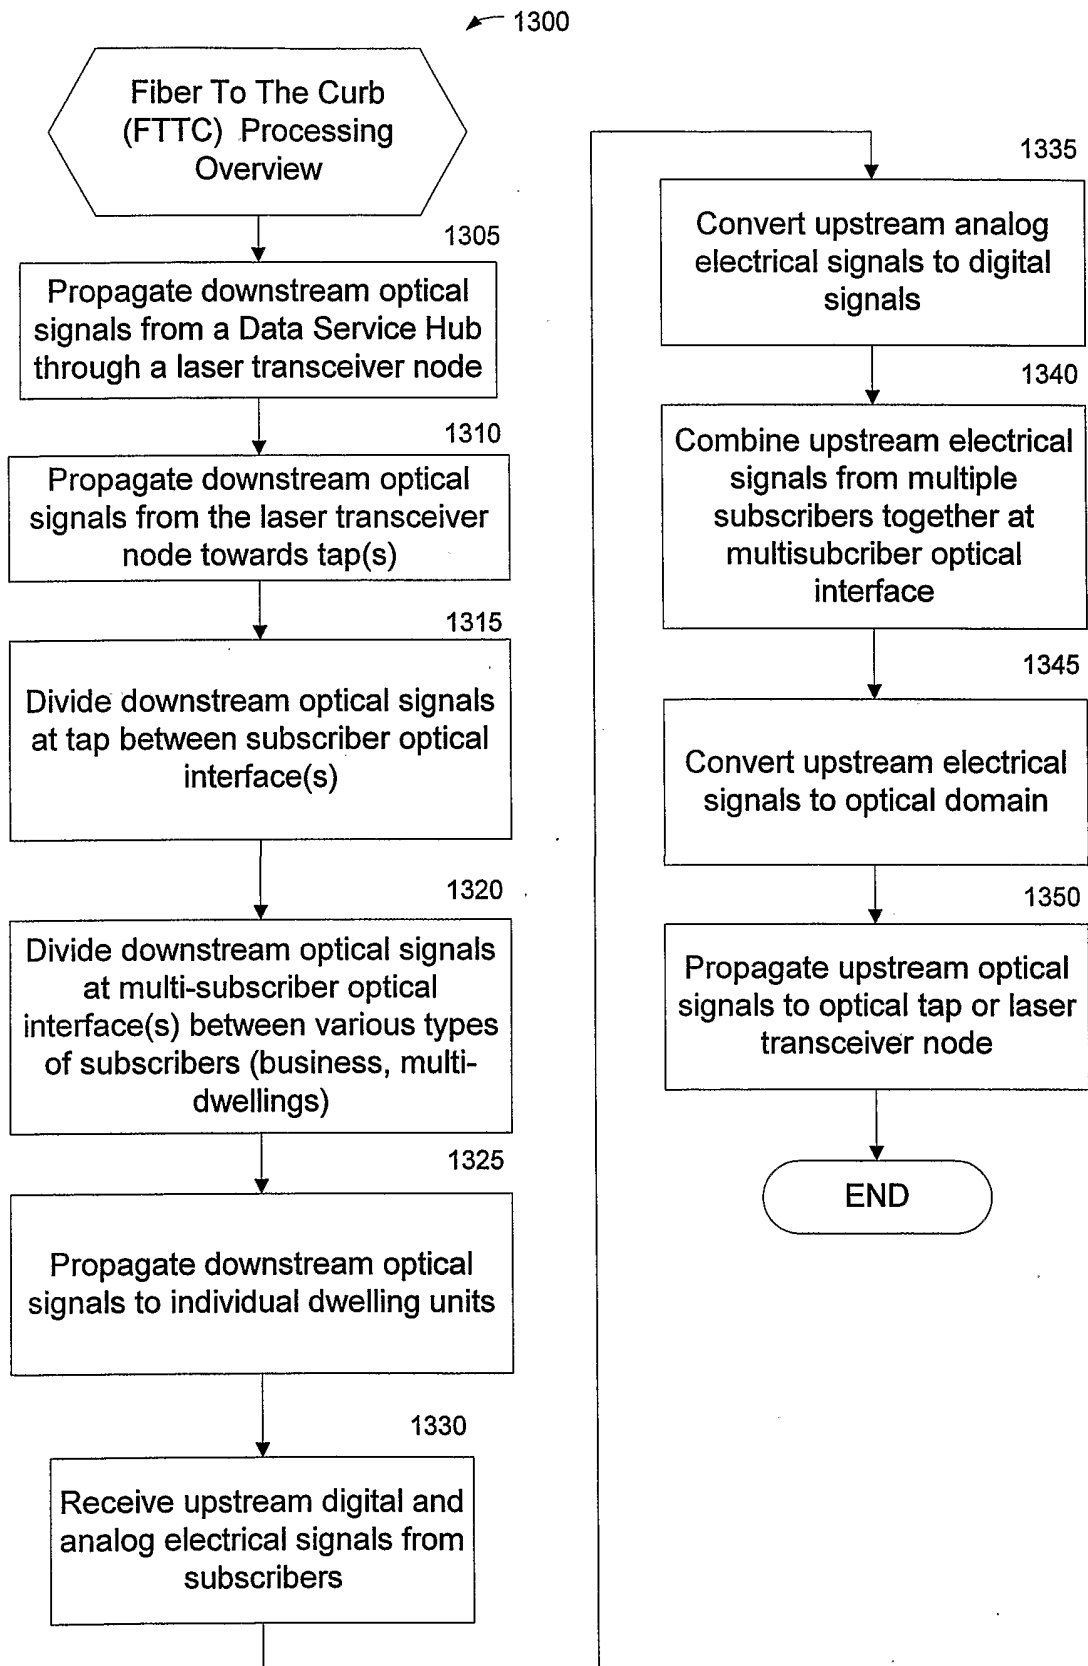 1300
Fiber To The Curb
(FTTC) Processing
Overview
1305
Propagate downstream optical
signals from a Data Service Hub
through a laser transceiver node
1310
Propagate downstream optical
signals from the laser transceiver
node towards tap(s)
1315
Divide downstream optical signals
at tap between subscriber optical
interface(s)
1320
Divide downstream optical signals
at multi-subscriber optical
interface(s) between various types
of subscribers (business, multi-
dwellings)
1325
Propagate downstream optical
signals to individual dwelling units
1330
Receive upstream digital and
analog electrical signals from
subscribers
1335
Convert upstream analog
electrical signals to digital
signals
1340
Combine upstream electrical
signals from multiple
subscribers together at
multisubcriber optical
interface
1345
Convert upstream electrical
signals to optical domain
1350
Propagate upstream optical
signals to optical tap or laser
transceiver node
END